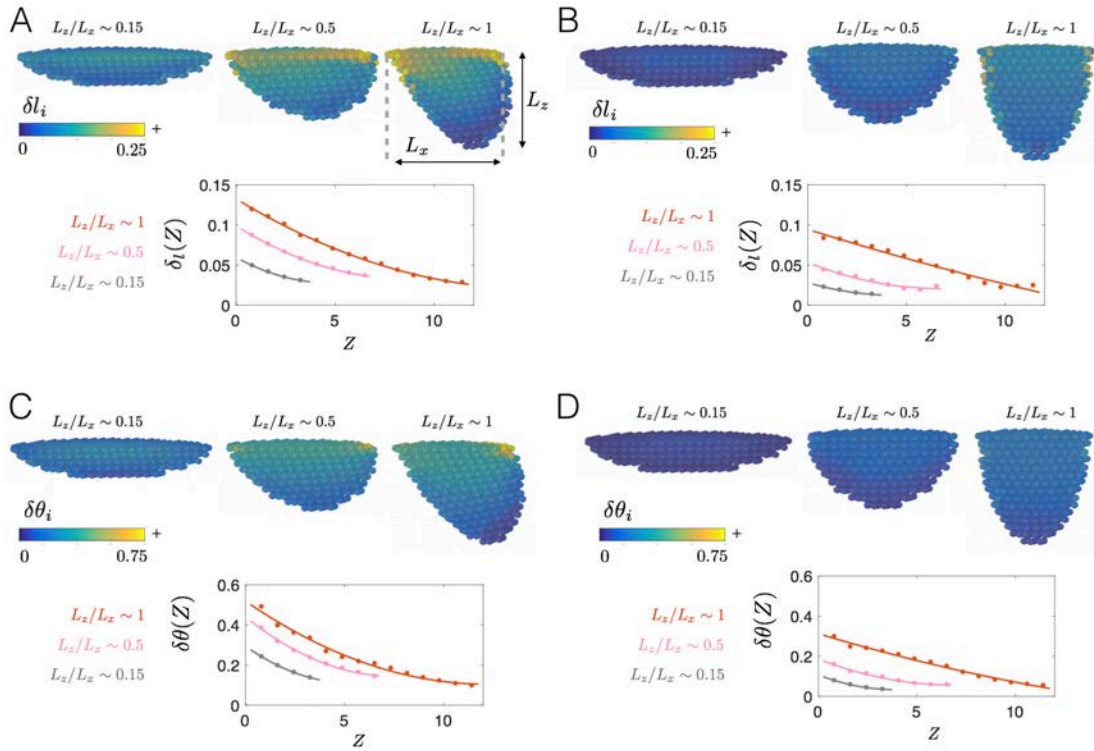 A
L_z/L_x ~ 0.15
L_z/L_x ~ 0.5
L_z/L_x ~ 1
δl_i
+
0
0.25
L_x
L_z
L_z/L_x ~ 1
L_z/L_x ~ 0.5
L_z/L_x ~ 0.15
δ_l(Z)
0.15
0.1
0.05
0
0
5
10
Z
B
L_z/L_x ~ 0.15
L_z/L_x ~ 0.5
L_z/L_x ~ 1
δl_i
+
0
0.25
L_z/L_x ~ 1
L_z/L_x ~ 0.5
L_z/L_x ~ 0.15
δ_l(Z)
0.15
0.1
0.05
0
0
5
10
Z
C
L_z/L_x ~ 0.15
L_z/L_x ~ 0.5
L_z/L_x ~ 1
δθ_i
+
0
0.75
L_z/L_x ~ 1
L_z/L_x ~ 0.5
L_z/L_x ~ 0.15
δθ(Z)
0.6
0.4
0.2
0
0
5
10
Z
D
L_z/L_x ~ 0.15
L_z/L_x ~ 0.5
L_z/L_x ~ 1
δθ_i
+
0
0.75
L_z/L_x ~ 1
L_z/L_x ~ 0.5
L_z/L_x ~ 0.15
δθ(Z)
0.6
0.4
0.2
0
0
5
10
Z